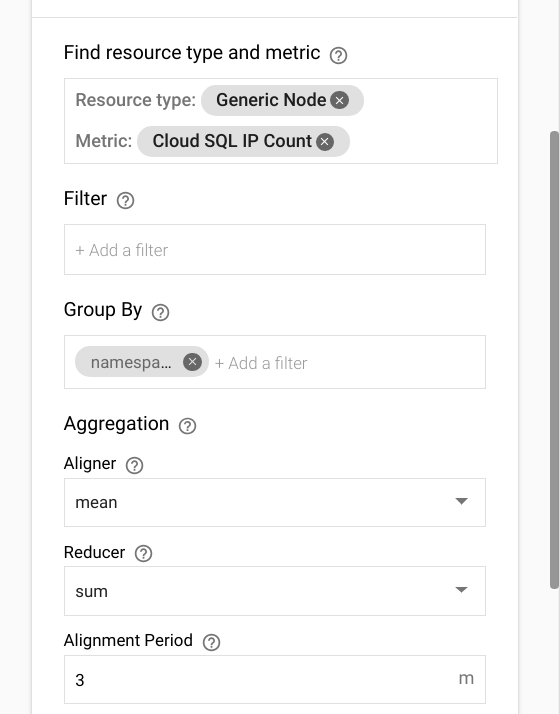 Find resource type and metric
Resource type: Generic Node
Metric: Cloud SQL IP Count
Filter
+ Add a filter
Group By
namespa... + Add a filter
Aggregation
Aligner
mean
Reducer
sum
Alignment Period
3 m